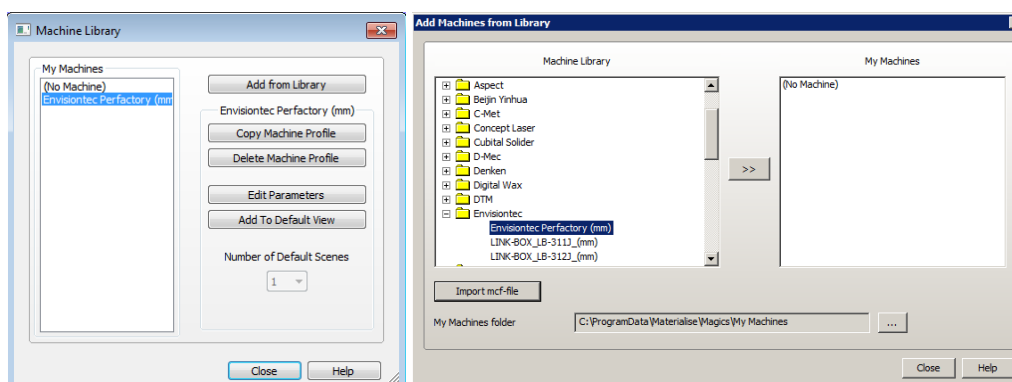 Machine Library
My Machines
(No Machine)
Envisiontec Perfactory (mm
Add from Library
Envisiontec Perfactory (mm)
Copy Machine Profile
Delete Machine Profile
Edit Parameters
Add To Default View
Number of Default Scenes
1
Close
Help
Add Machines from Library
Machine Library
My Machines
Aspect
Beijin Yinhua
C-Met
Concept Laser
Cubital Solider
D-Mec
Denken
Digital Wax
DTM
Envisiontec
Envisiontec Perfactory (mm)
LINK-BOX_LB-311J_(mm)
LINK-BOX_LB-312J_(mm)
>>
(No Machine)
Import mcf-file
My Machines folder
C:\ProgramData\Materialise\Magics\My Machines
...
Close
Help